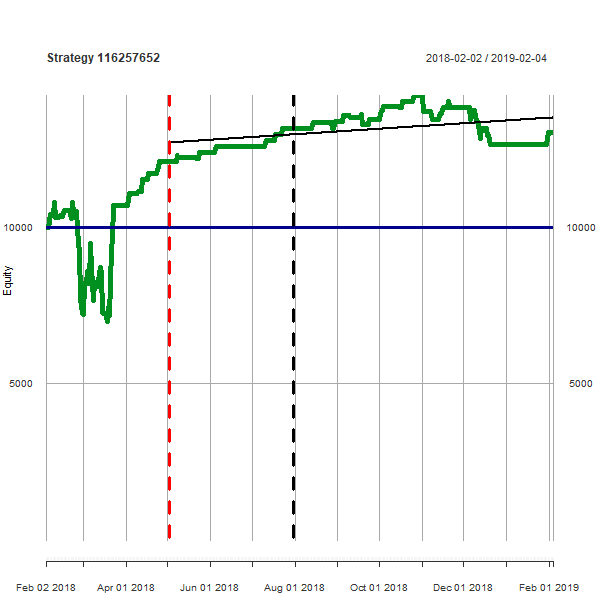 Strategy 116257652
2018-02-02 / 2019-02-04
10000
10000
Equity
5000
5000
Feb 02 2018
Apr 01 2018
Jun 01 2018
Aug 01 2018
Oct 01 2018
Dec 01 2018
Feb 01 2019